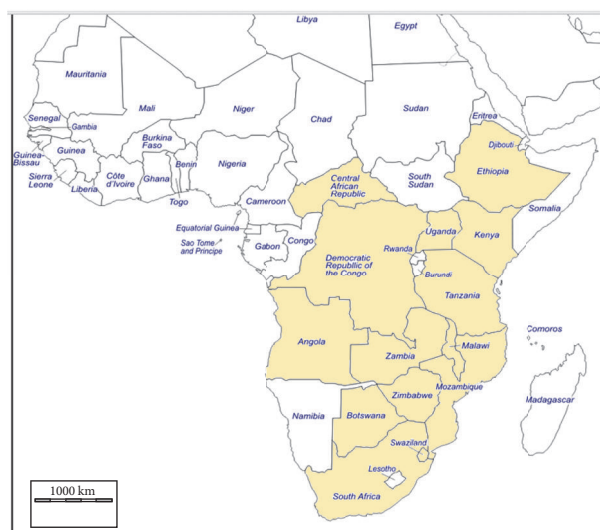 Libya
Egypt
Mauritania
Mali
Niger
Chad
Sudan
Eritrea
Senegal
Gambia
Burkina
Faso
Djibouti
Guinea-
Bissau
Guinea
Benin
Nigeria
Ethiopia
Sierra
Leone
Côte
d'Ivoire
Ghana
Central
African
Republic
South
Sudan
Liberia
Togo
Cameroon
Somalia
Equatorial Guinea
Sao Tome
and Principe
Gabon
Congo
Uganda
Kenya
Rwanda
Democratic
Republlic of
the Congo
Burundi
Tanzania
Comoros
Angola
Malawi
Zambia
Mozambique
Zimbabwe
Madagascar
Namibia
Botswana
Swaziland
Lesotho
South Africa
1000 km